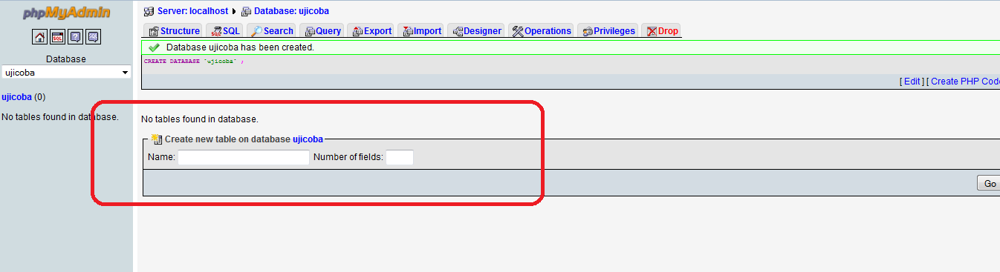 phpMyAdmin
Database
ujicoba
ujicoba (0)
No tables found in database.
Server: localhost Database: ujicoba
Structure SQL Search Query Export Import Designer Operations Privileges Drop
Database ujicoba has been created.
CREATE DATABASE `ujicoba` ;
[ Edit ] [ Create PHP Code
No tables found in database.
Create new table on database ujicoba
Name: Number of fields:
Go